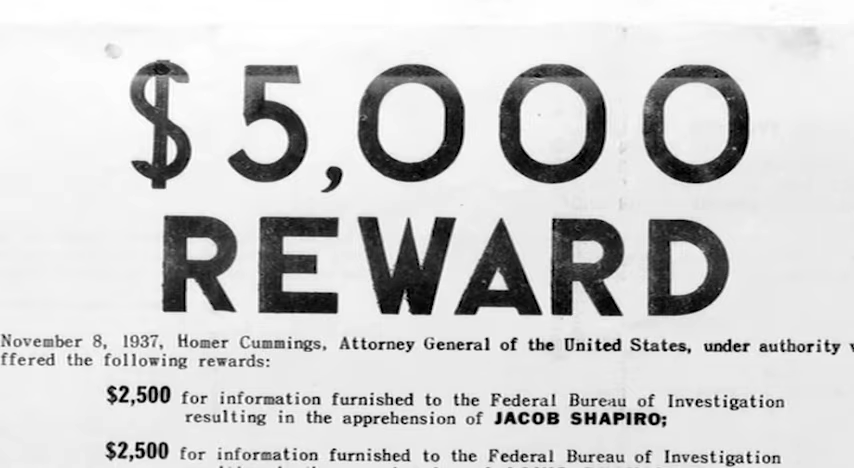 $5,000
REWARD
November 8, 1937, Homer Cummings, Attorney General of the United States, under authority
ffered the following rewards:
$2,500 for information furnished to the Federal Bureau of Investigation
resulting in the apprehension of JACOB SHAPIRO;
$2,500 for information furnished to the Federal Bureau of Investigation